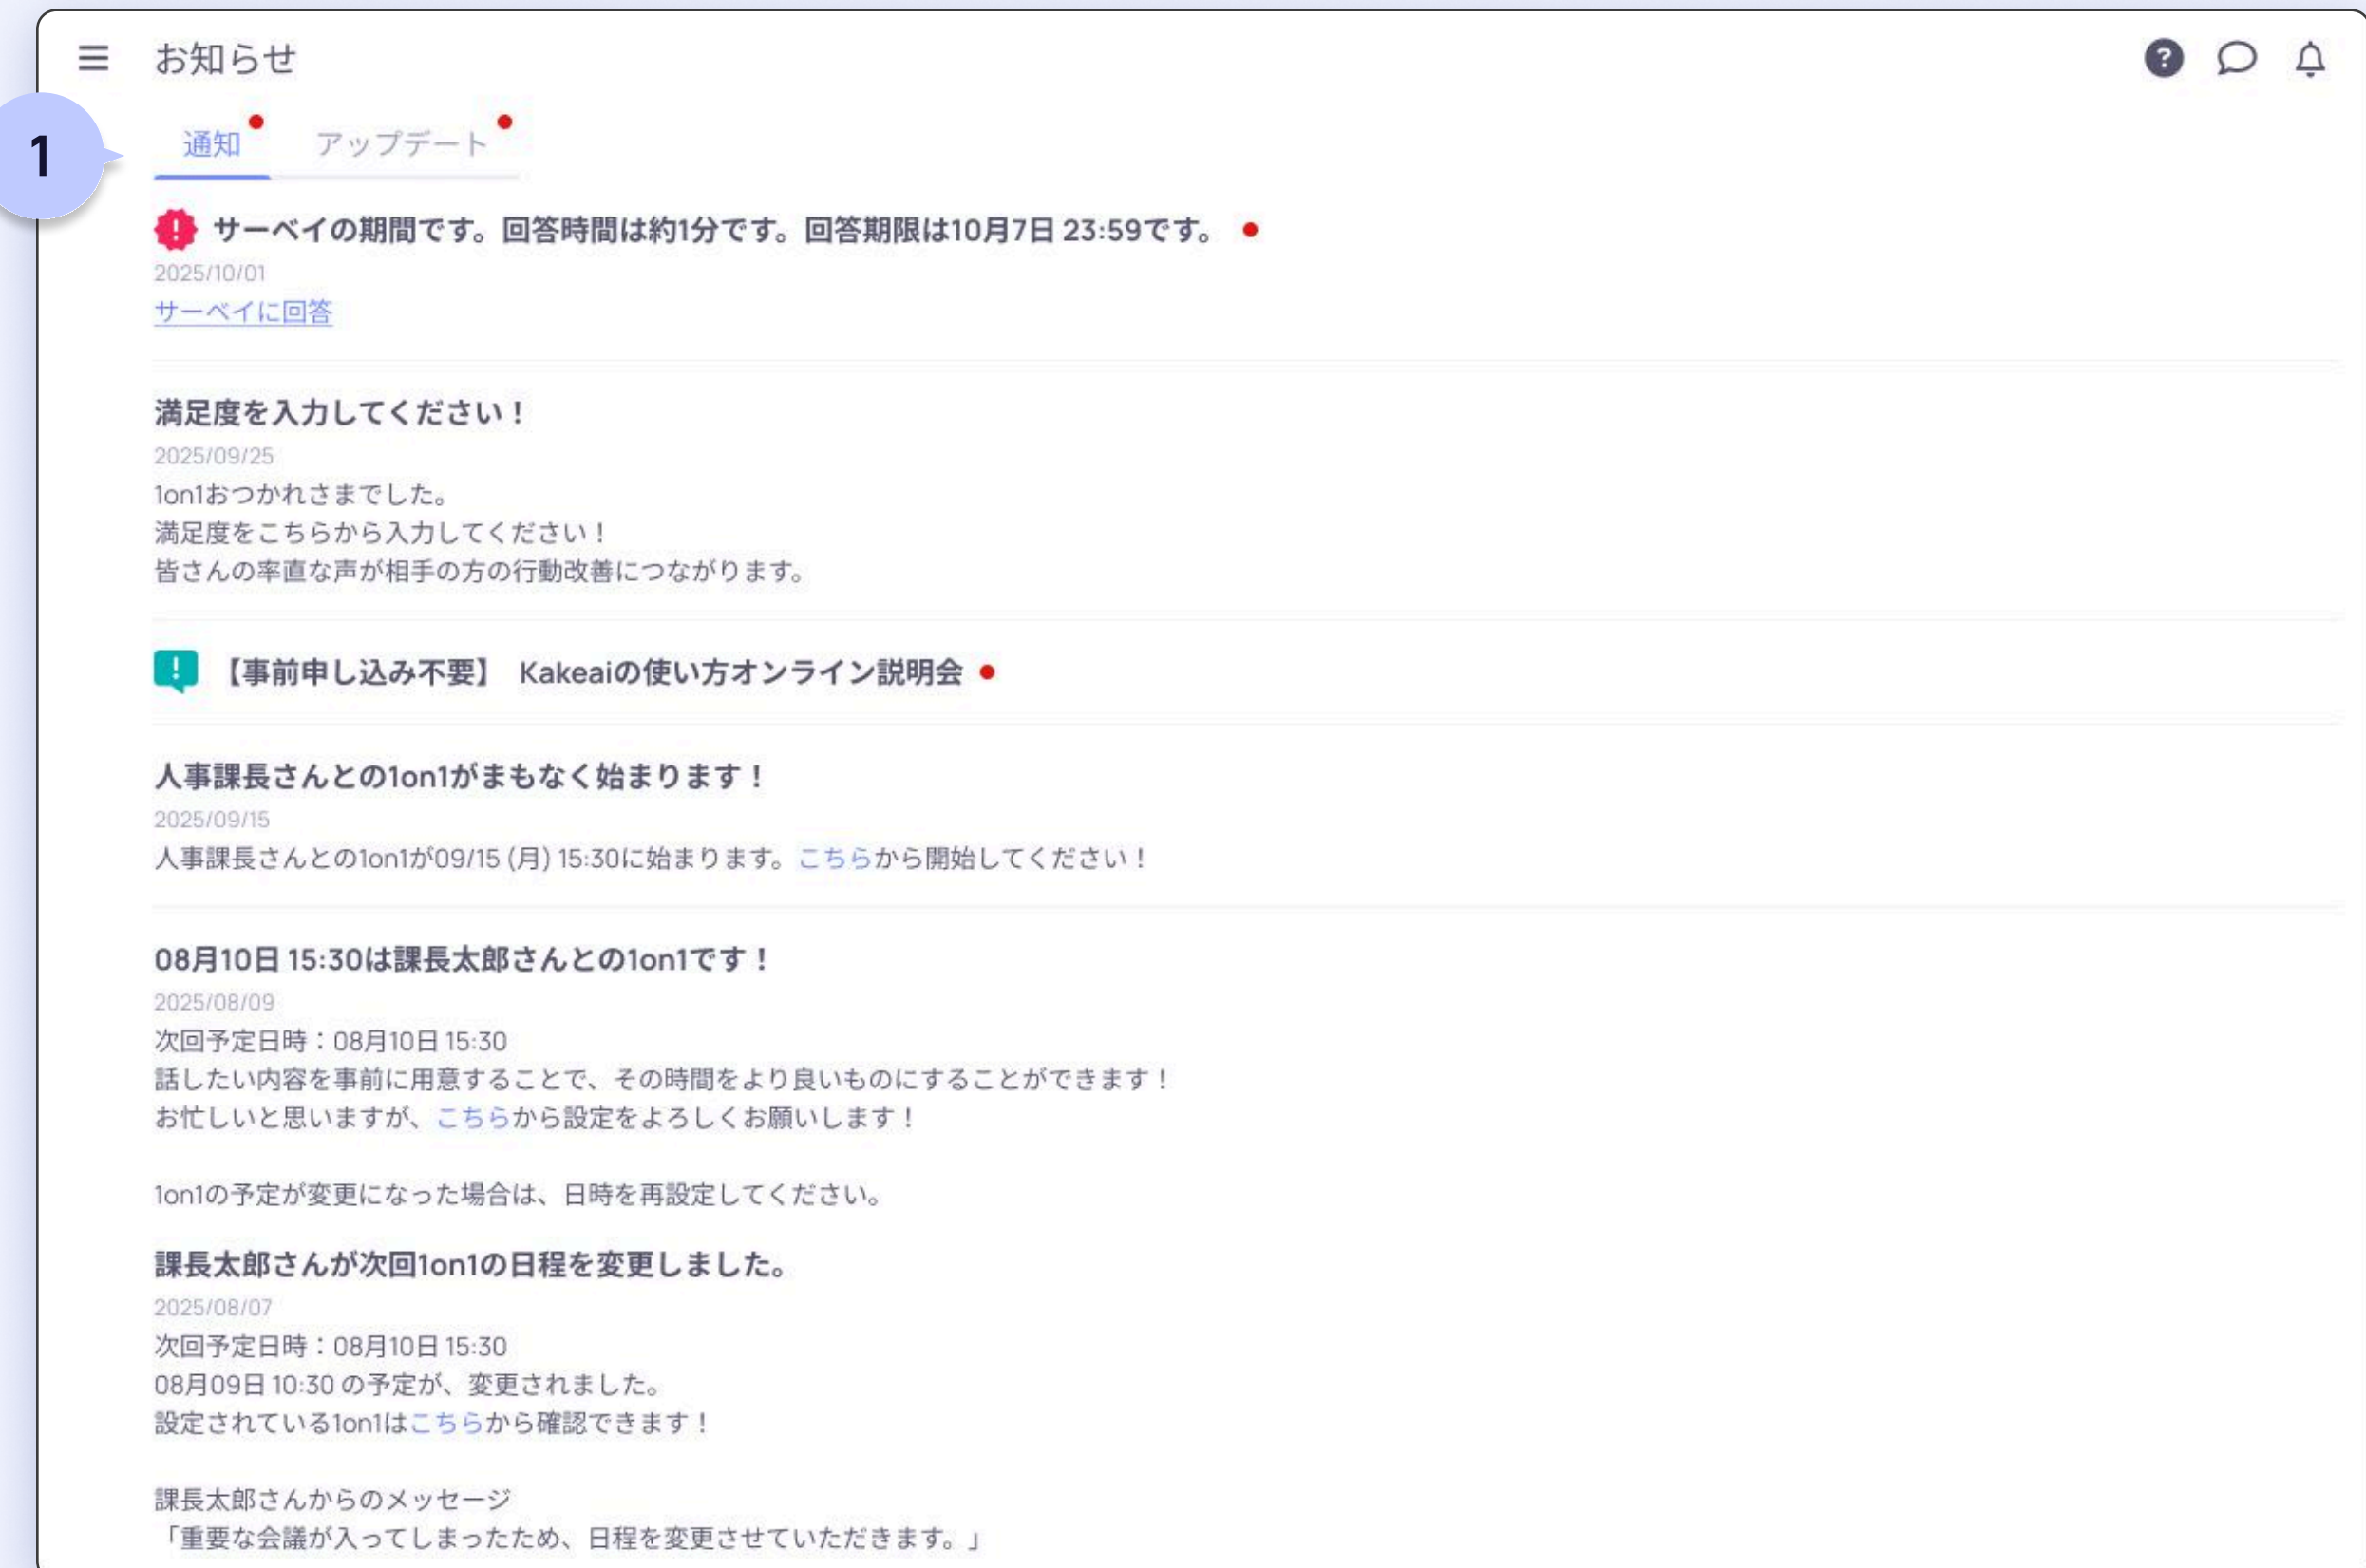 お知らせ
?
1
通知 アップデート
サーベイの期間です。回答時間は約1分です。回答期限は10月7日 23:59です。
2025/10/01
サーベイに回答
満足度を入力してください！
2025/09/25
1on1おつかれさまでした。
満足度をこちらから入力してください！
皆さんの率直な声が相手の方の行動改善につながります。
【事前申し込み不要】 Kakeaiの使い方オンライン説明会
人事課長さんとの1on1がまもなく始まります！
2025/09/15
人事課長さんとの1on1が09/15 (月) 15:30に始まります。こちらから開始してください！
08月10日 15:30は課長太郎さんとの1on1です！
2025/08/09
次回予定日時：08月10日 15:30
話したい内容を事前に用意することで、その時間をより良いものにすることができます！
お忙しいと思いますが、こちらから設定をよろしくお願いします！
1on1の予定が変更になった場合は、日時を再設定してください。
課長太郎さんが次回1on1の日程を変更しました。
2025/08/07
次回予定日時：08月10日 15:30
08月09日 10:30 の予定が、変更されました。
設定されている1on1はこちらから確認できます！
課長太郎さんからのメッセージ
「重要な会議が入ってしまったため、日程を変更させていただきます。」